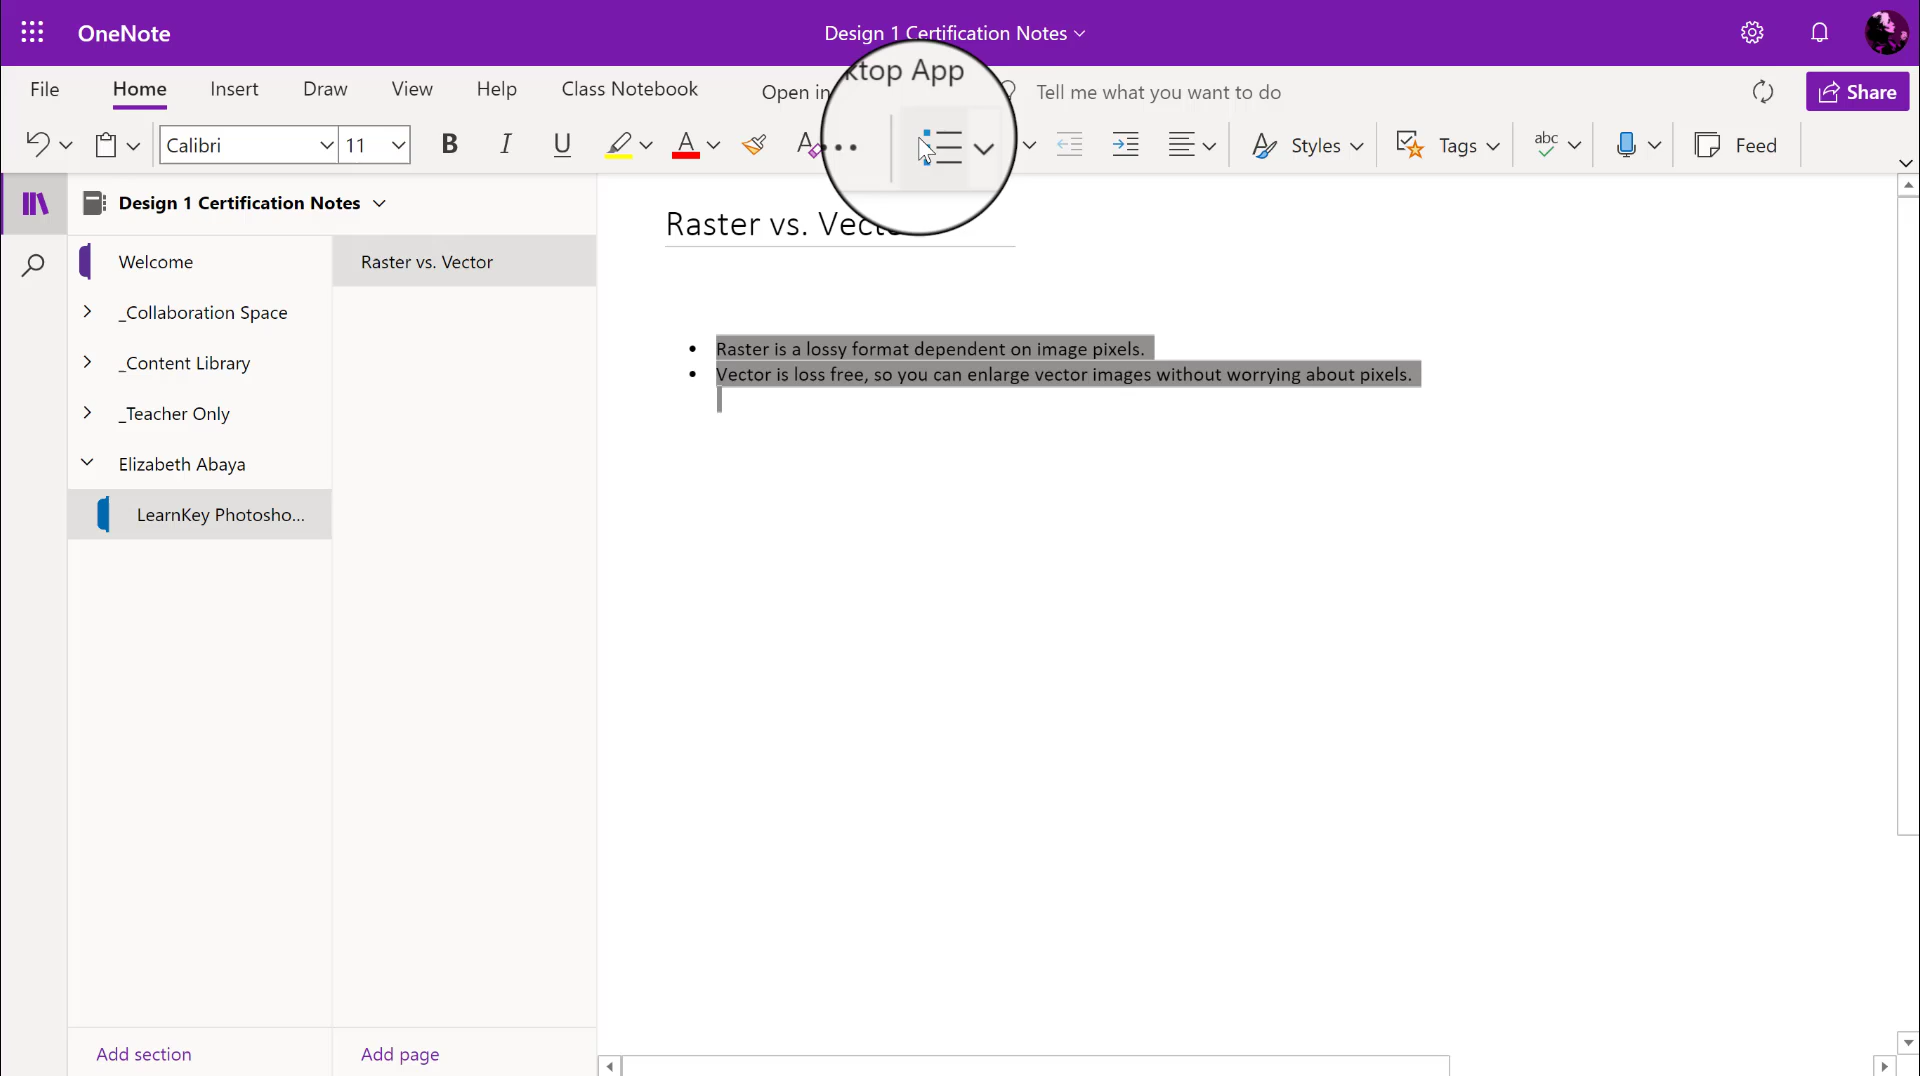 OneNote
Design 1 Certification Notes
File
Home
Insert
Draw
View
Help
Class Notebook
Open in
ktop App
Tell me what you want to do
Share
Calibri
11
B
I
U
A
A
Styles
Tags
abc
Feed
Design 1 Certification Notes
Welcome
_Collaboration Space
_Content Library
_Teacher Only
Elizabeth Abaya
LearnKey Photosho...
Add section
Raster vs. Vector
Add page
Raster vs. Vecto
Raster is a lossy format dependent on image pixels.
Vector is loss free, so you can enlarge vector images without worrying about pixels.